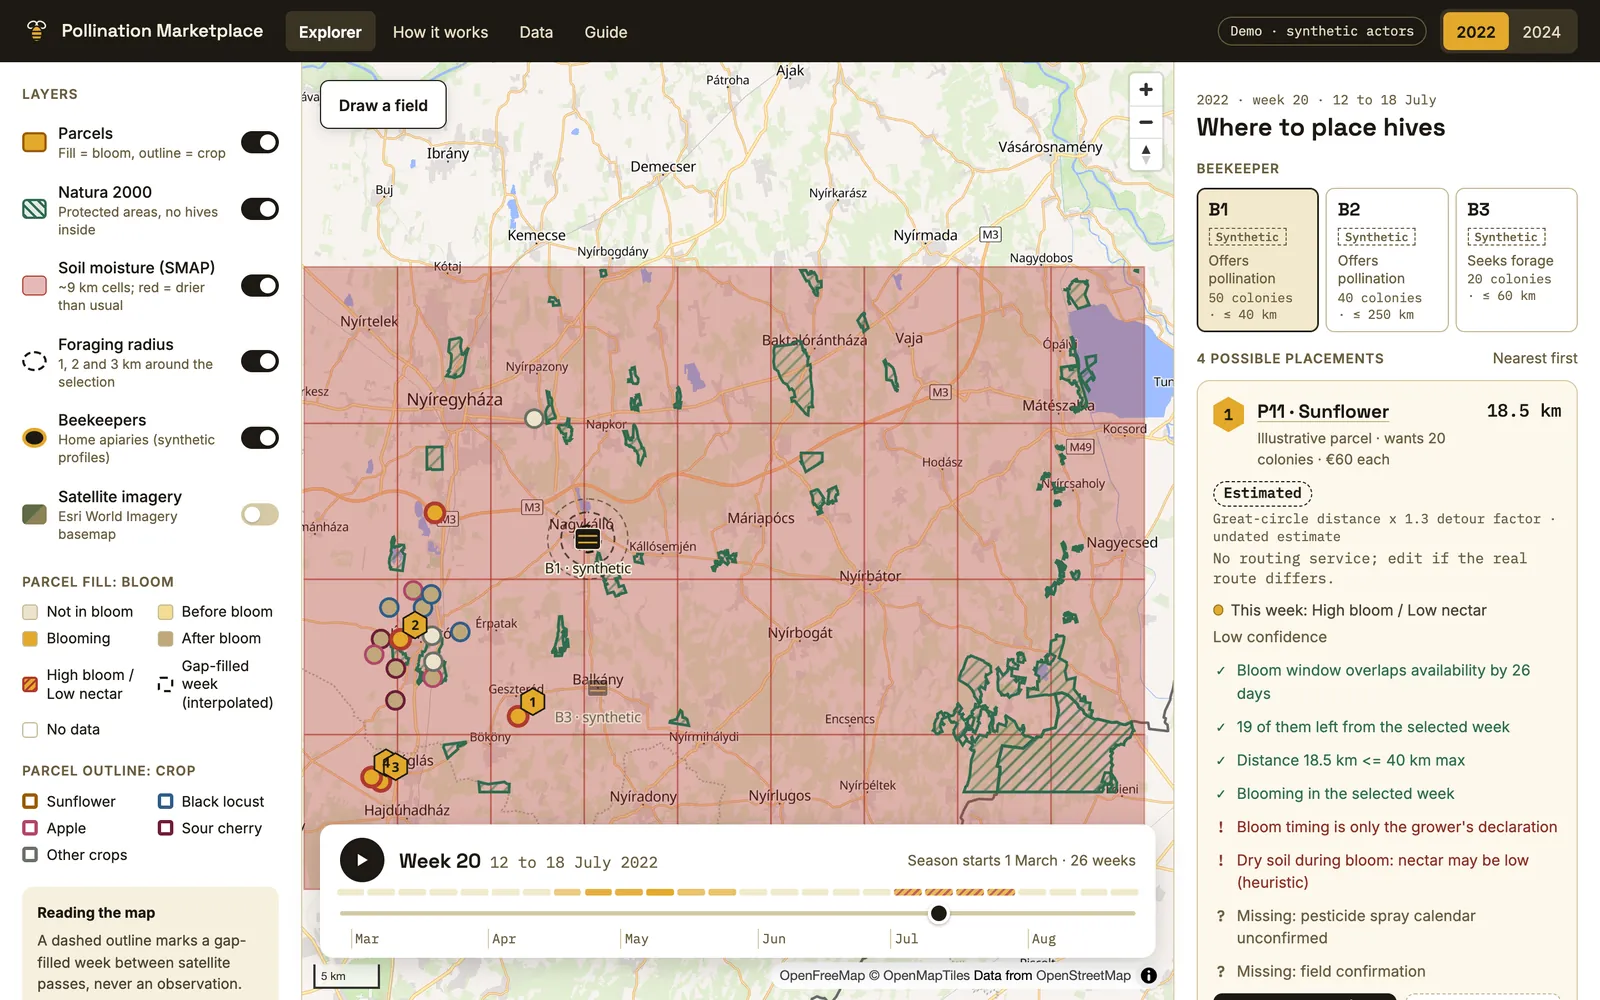 Pollination Marketplace
Explorer
How it works
Data
Guide
Demo · synthetic actors
2022
2024
LAYERS
Parcels
Fill = bloom, outline = crop
Natura 2000
Protected areas, no hives
inside
Soil moisture (SMAP)
~9 km cells; red = drier
than usual
Foraging radius
1, 2 and 3 km around the
selection
Beekeepers
Home apiaries (synthetic
profiles)
Satellite imagery
Esri World Imagery
basemap
PARCEL FILL: BLOOM
Not in bloom
Before bloom
Blooming
After bloom
High bloom /
Low nectar
Gap-filled
week
(interpolated)
No data
PARCEL OUTLINE: CROP
Sunflower
Black locust
Apple
Sour cherry
Other crops
Reading the map
A dashed outline marks a gap-
filled week between satellite
passes, never an observation.
Draw a field
Ajak
Pátroha
Ibrány
Demecser
Vásárosnamény
Buj
Nyírkarász
Kemecse
Nyírbogdány
Nyírmada
M3
Kótaj
Nagydobos
Nyírtelek
Baktalórántháza
Vaja
Ópályi
Nyírpazony
Nyíregyháza
M3
Mátészalka
Napkor
Kocsord
M49
Hodász
Nyírcsaholy
M3
M3
Nagykálló
Máriapócs
Kállósemjén
Nagyecsed
B1 · synthetic
Nyírbátor
2
Érpatak
Nyírbogát
Balkány
Geszteréd
1
B3 · synthetic
Encsencs
Bököny
Nyírmihálydi
4
3
Hajdúhadház
Nyíradony
Nyírlugos
Nyírbéltek
Week 20
12 to 18 July 2022
Season starts 1 March · 26 weeks
Mar
Apr
May
Jun
Jul
Aug
5 km
OpenFreeMap © OpenMapTiles Data from OpenStreetMap
2022 · week 20 · 12 to 18 July
Where to place hives
BEEKEEPER
B1
Synthetic
Offers
pollination
50 colonies
· ≤ 40 km
B2
Synthetic
Offers
pollination
40 colonies
· ≤ 250 km
B3
Synthetic
Seeks forage
20 colonies
· ≤ 60 km
4 POSSIBLE PLACEMENTS
Nearest first
1
P11 · Sunflower
18.5 km
Illustrative parcel · wants 20
colonies · €60 each
Estimated
Great-circle distance x 1.3 detour factor ·
undated estimate
No routing service; edit if the real
route differs.
This week: High bloom / Low nectar
Low confidence
✓ Bloom window overlaps availability by 26
days
✓ 19 of them left from the selected week
✓ Distance 18.5 km <= 40 km max
✓ Blooming in the selected week
! Bloom timing is only the grower's declaration
! Dry soil during bloom: nectar may be low
(heuristic)
? Missing: pesticide spray calendar
unconfirmed
? Missing: field confirmation